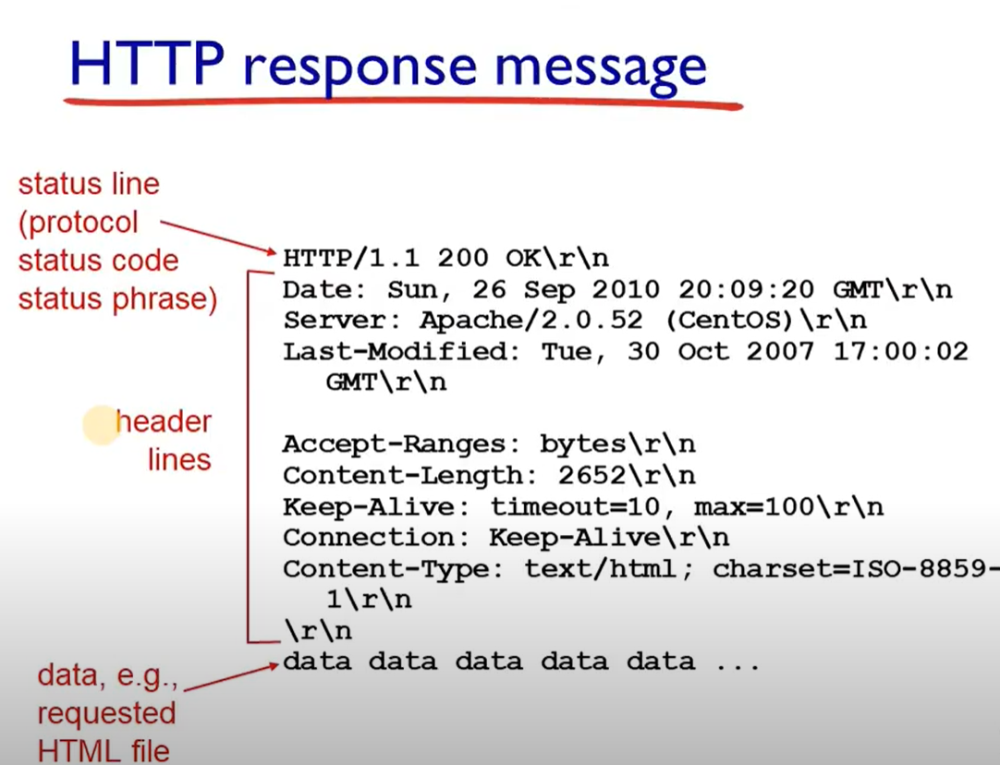 HTTP response message
status line
(protocol
status code
status phrase)
HTTP/1.1 200 OK\r\n
Date: Sun, 26 Sep 2010 20:09:20 GMT\r\n
Server: Apache/2.0.52 (CentOS)\r\n
Last-Modified: Tue, 30 Oct 2007 17:00:02
GMT\r\n
header
lines
Accept-Ranges: bytes\r\n
Content-Length: 2652\r\n
Keep-Alive: timeout=10, max=100\r\n
Connection: Keep-Alive\r\n
Content-Type: text/html; charset=ISO-8859-
1\r\n
\r\n
data data data data data ...
data, e.g.,
requested
HTML file